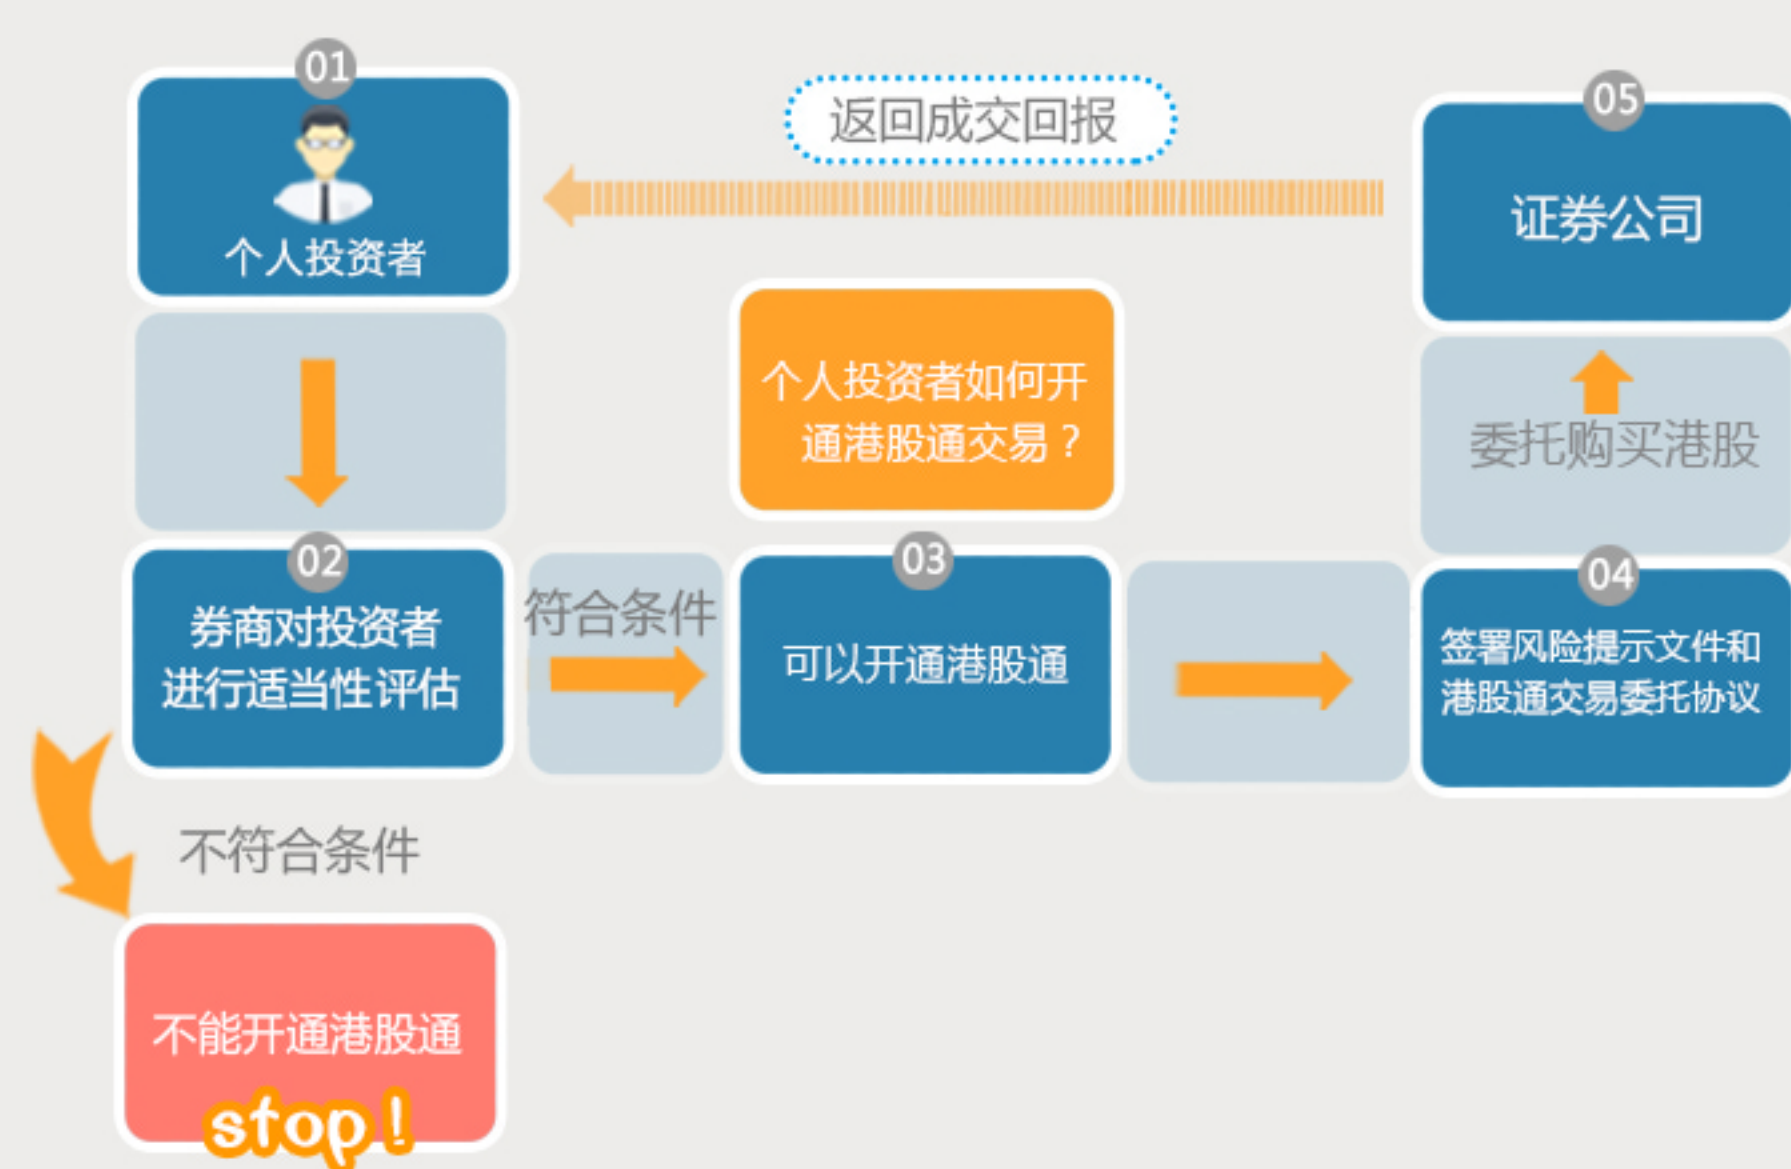 01
个人投资者
返回成交回报
05
证券公司
个人投资者如何开
通港股通交易？
委托购买港股
02
券商对投资者
进行适当性评估
符合条件
03
可以开通港股通
04
签署风险提示文件和
港股通交易委托协议
不符合条件
不能开通港股通
stop!